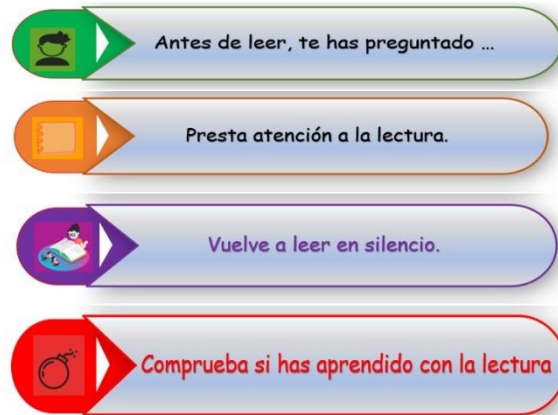 Antes de leer, te has preguntado ...
Presta atención a la lectura.
Vuelve a leer en silencio.
Comprueba si has aprendido con la lectura